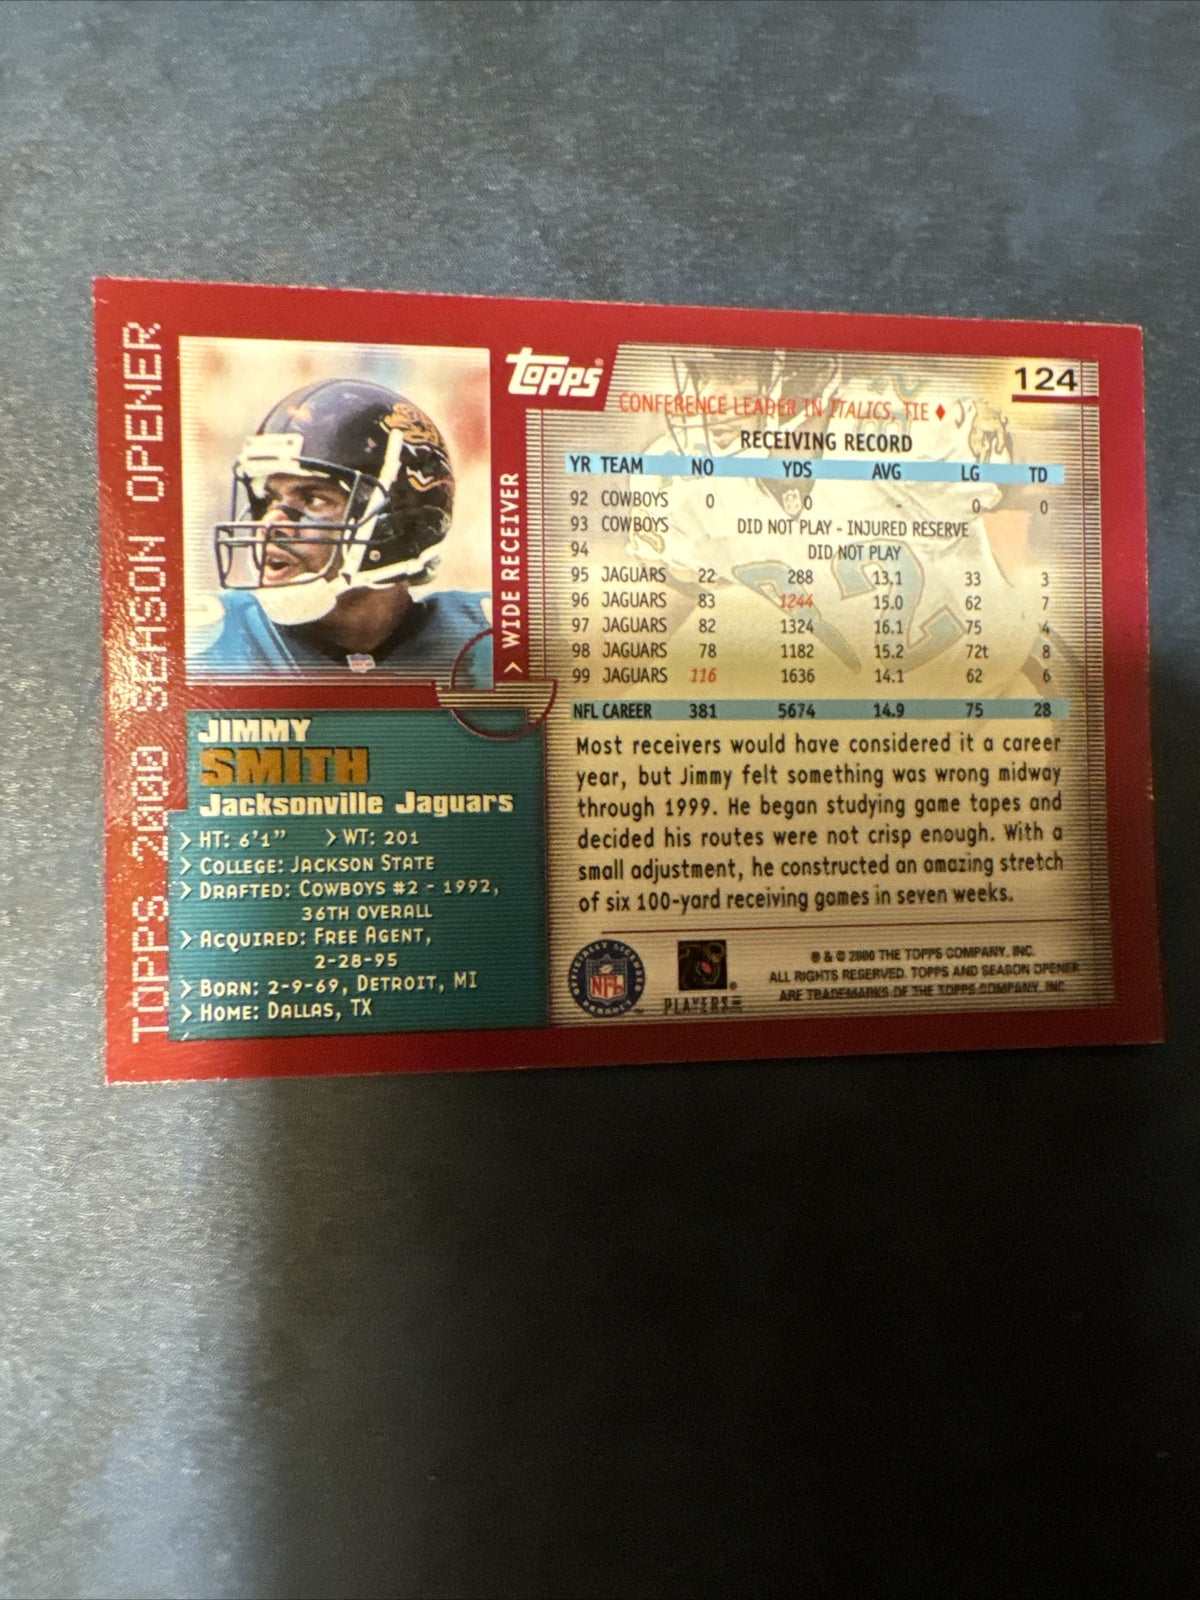 TOPPS 2000 SEASON OPENER
topps
124
> WIDE RECEIVER
CONFERENCE LEADER IN ITALICS, TIE ♦
RECEIVING RECORD
YR TEAM NO YDS AVG LG TD
92 COWBOYS 0 0 - 0 0
93 COWBOYS DID NOT PLAY - INJURED RESERVE
94 DID NOT PLAY
95 JAGUARS 22 288 13.1 33 3
96 JAGUARS 83 1244 15.0 62 7
97 JAGUARS 82 1324 16.1 75 4
98 JAGUARS 78 1182 15.2 72t 8
99 JAGUARS 116 1636 14.1 62 6
NFL CAREER 381 5674 14.9 75 28
JIMMY
SMITH
Jacksonville Jaguars
> HT: 6'1" > WT: 201
> COLLEGE: JACKSON STATE
> DRAFTED: COWBOYS #2 - 1992,
36TH OVERALL
> ACQUIRED: FREE AGENT,
2-28-95
> BORN: 2-9-69, DETROIT, MI
> HOME: DALLAS, TX
Most receivers would have considered it a career
year, but Jimmy felt something was wrong midway
through 1999. He began studying game tapes and
decided his routes were not crisp enough. With a
small adjustment, he constructed an amazing stretch
of six 100-yard receiving games in seven weeks.
OFFICIALLY LICENSED PRODUCT
NFL
PLAYERS INC
® & © 2000 THE TOPPS COMPANY, INC.
ALL RIGHTS RESERVED. TOPPS AND SEASON OPENER
ARE TRADEMARKS OF THE TOPPS COMPANY, INC.